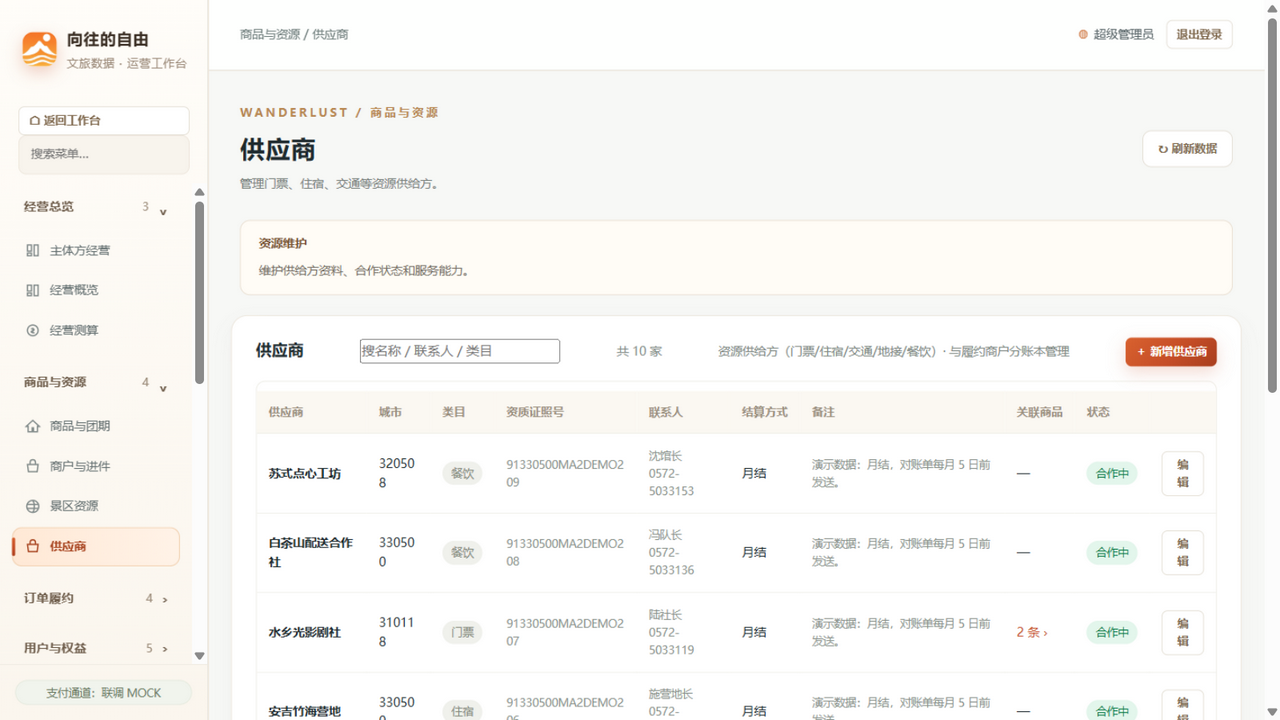 向往的自由
文旅数据 · 运营工作台
返回工作台
搜索菜单...
经营总览 3
主体方经营
经营概览
经营测算
商品与资源 4
商品与团期
商户与进件
景区资源
供应商
订单履约 4
用户与权益 5
支付通道：联调 MOCK
商品与资源 / 供应商
超级管理员 退出登录
WANDERLUST / 商品与资源
供应商
↻ 刷新数据
管理门票、住宿、交通等资源供给方。
资源维护
维护供给方资料、合作状态和服务能力。
供应商 搜名称 / 联系人 / 类目 共 10 家 资源供给方（门票/住宿/交通/地接/餐饮）· 与履约商户分账本管理 + 新增供应商
供应商 城市 类目 资质证照号 联系人 结算方式 备注 关联商品 状态
苏式点心工坊 320508 餐饮 91330500MA2DEMO209 沈馆长 0572-5033153 月结 演示数据：月结，对账单每月 5 日前发送。 — 合作中 编辑
白茶山配送合作社 330500 餐饮 91330500MA2DEMO208 冯队长 0572-5033136 月结 演示数据：月结，对账单每月 5 日前发送。 — 合作中 编辑
水乡光影剧社 310118 门票 91330500MA2DEMO207 陆社长 0572-5033119 月结 演示数据：月结，对账单每月 5 日前发送。 2 条 › 合作中 编辑
安吉竹海营地 330500 住宿 91330500MA2DEMO206 施营地长 0572- 月结 演示数据：月结，对账单每月 5 日前发送。 — 合作中 编辑